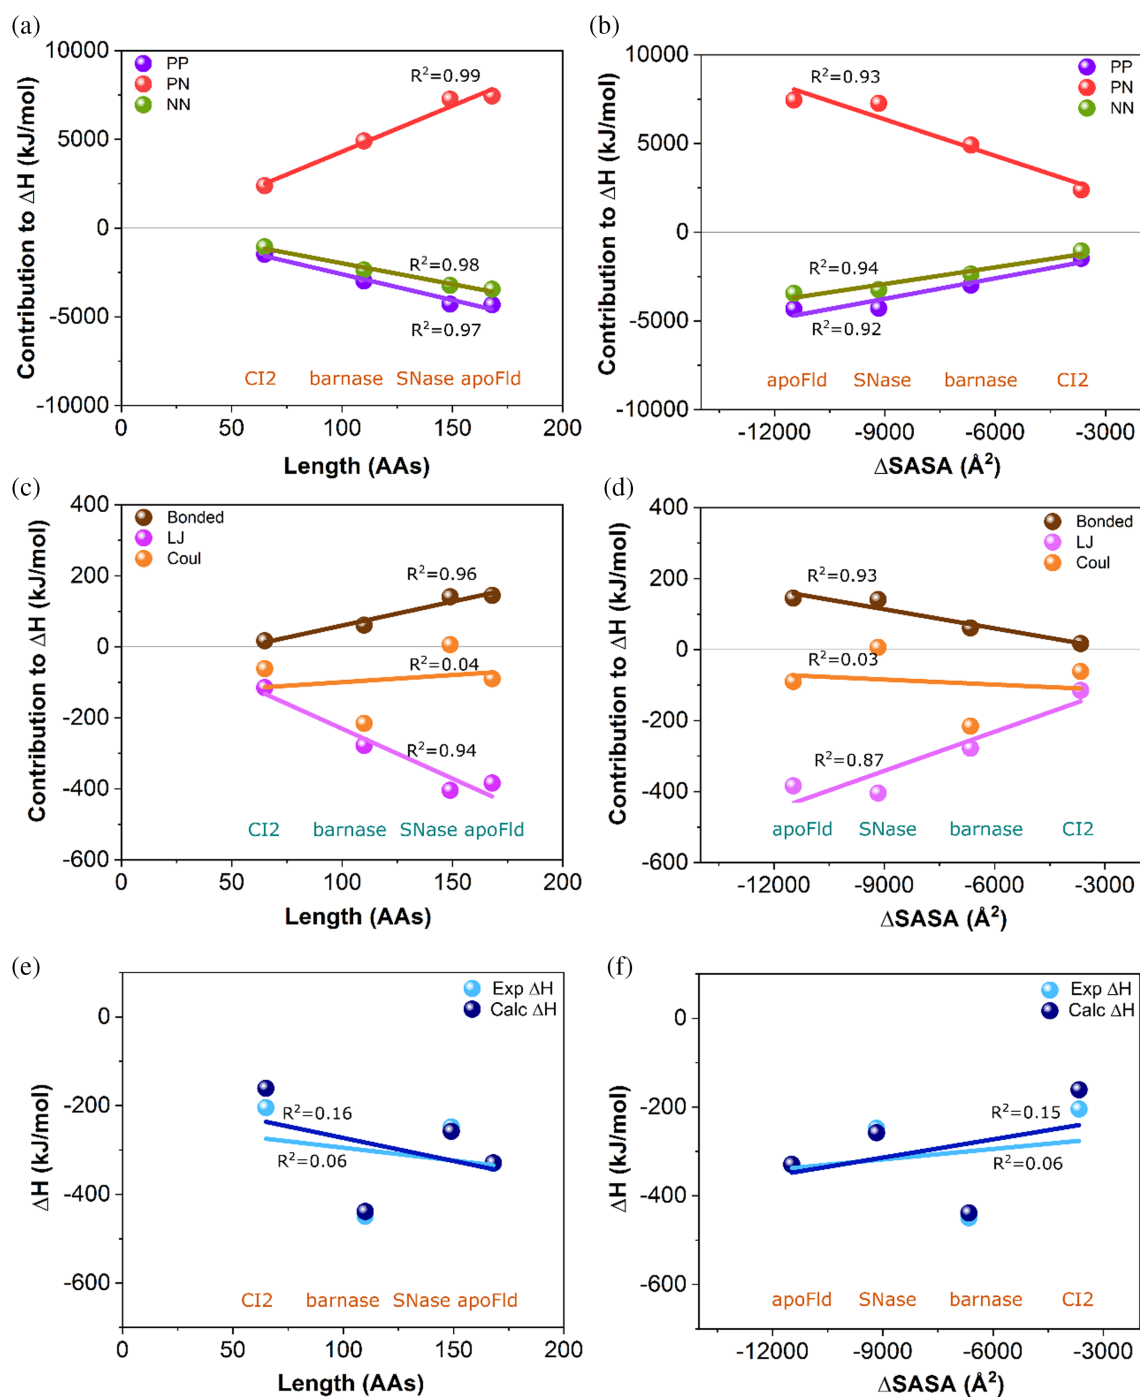 (a)
10000
5000
0
-5000
-10000
Contribution to ΔH (kJ/mol)
PP
PN
NN
R²=0.99
R²=0.98
R²=0.97
CI2 barnase SNase apoFld
0 50 100 150 200
Length (AAs)
(b)
10000
5000
0
-5000
-10000
Contribution to ΔH (kJ/mol)
PP
PN
NN
R²=0.93
R²=0.94
R²=0.92
apoFld SNase barnase CI2
-12000 -9000 -6000 -3000
ΔSASA (Å²)
(c)
400
200
0
-200
-400
-600
Contribution to ΔH (kJ/mol)
Bonded
LJ
Coul
R²=0.96
R²=0.04
R²=0.94
CI2 barnase SNase apoFld
0 50 100 150 200
Length (AAs)
(d)
400
200
0
-200
-400
-600
Contribution to ΔH (kJ/mol)
Bonded
LJ
Coul
R²=0.93
R²=0.03
R²=0.87
apoFld SNase barnase CI2
-12000 -9000 -6000 -3000
ΔSASA (Å²)
(e)
0
-200
-400
-600
ΔH (kJ/mol)
Exp ΔH
Calc ΔH
R²=0.16
R²=0.06
CI2 barnase SNase apoFld
0 50 100 150 200
Length (AAs)
(f)
0
-200
-400
-600
ΔH (kJ/mol)
Exp ΔH
Calc ΔH
R²=0.15
R²=0.06
apoFld SNase barnase CI2
-12000 -9000 -6000 -3000
ΔSASA (Å²)